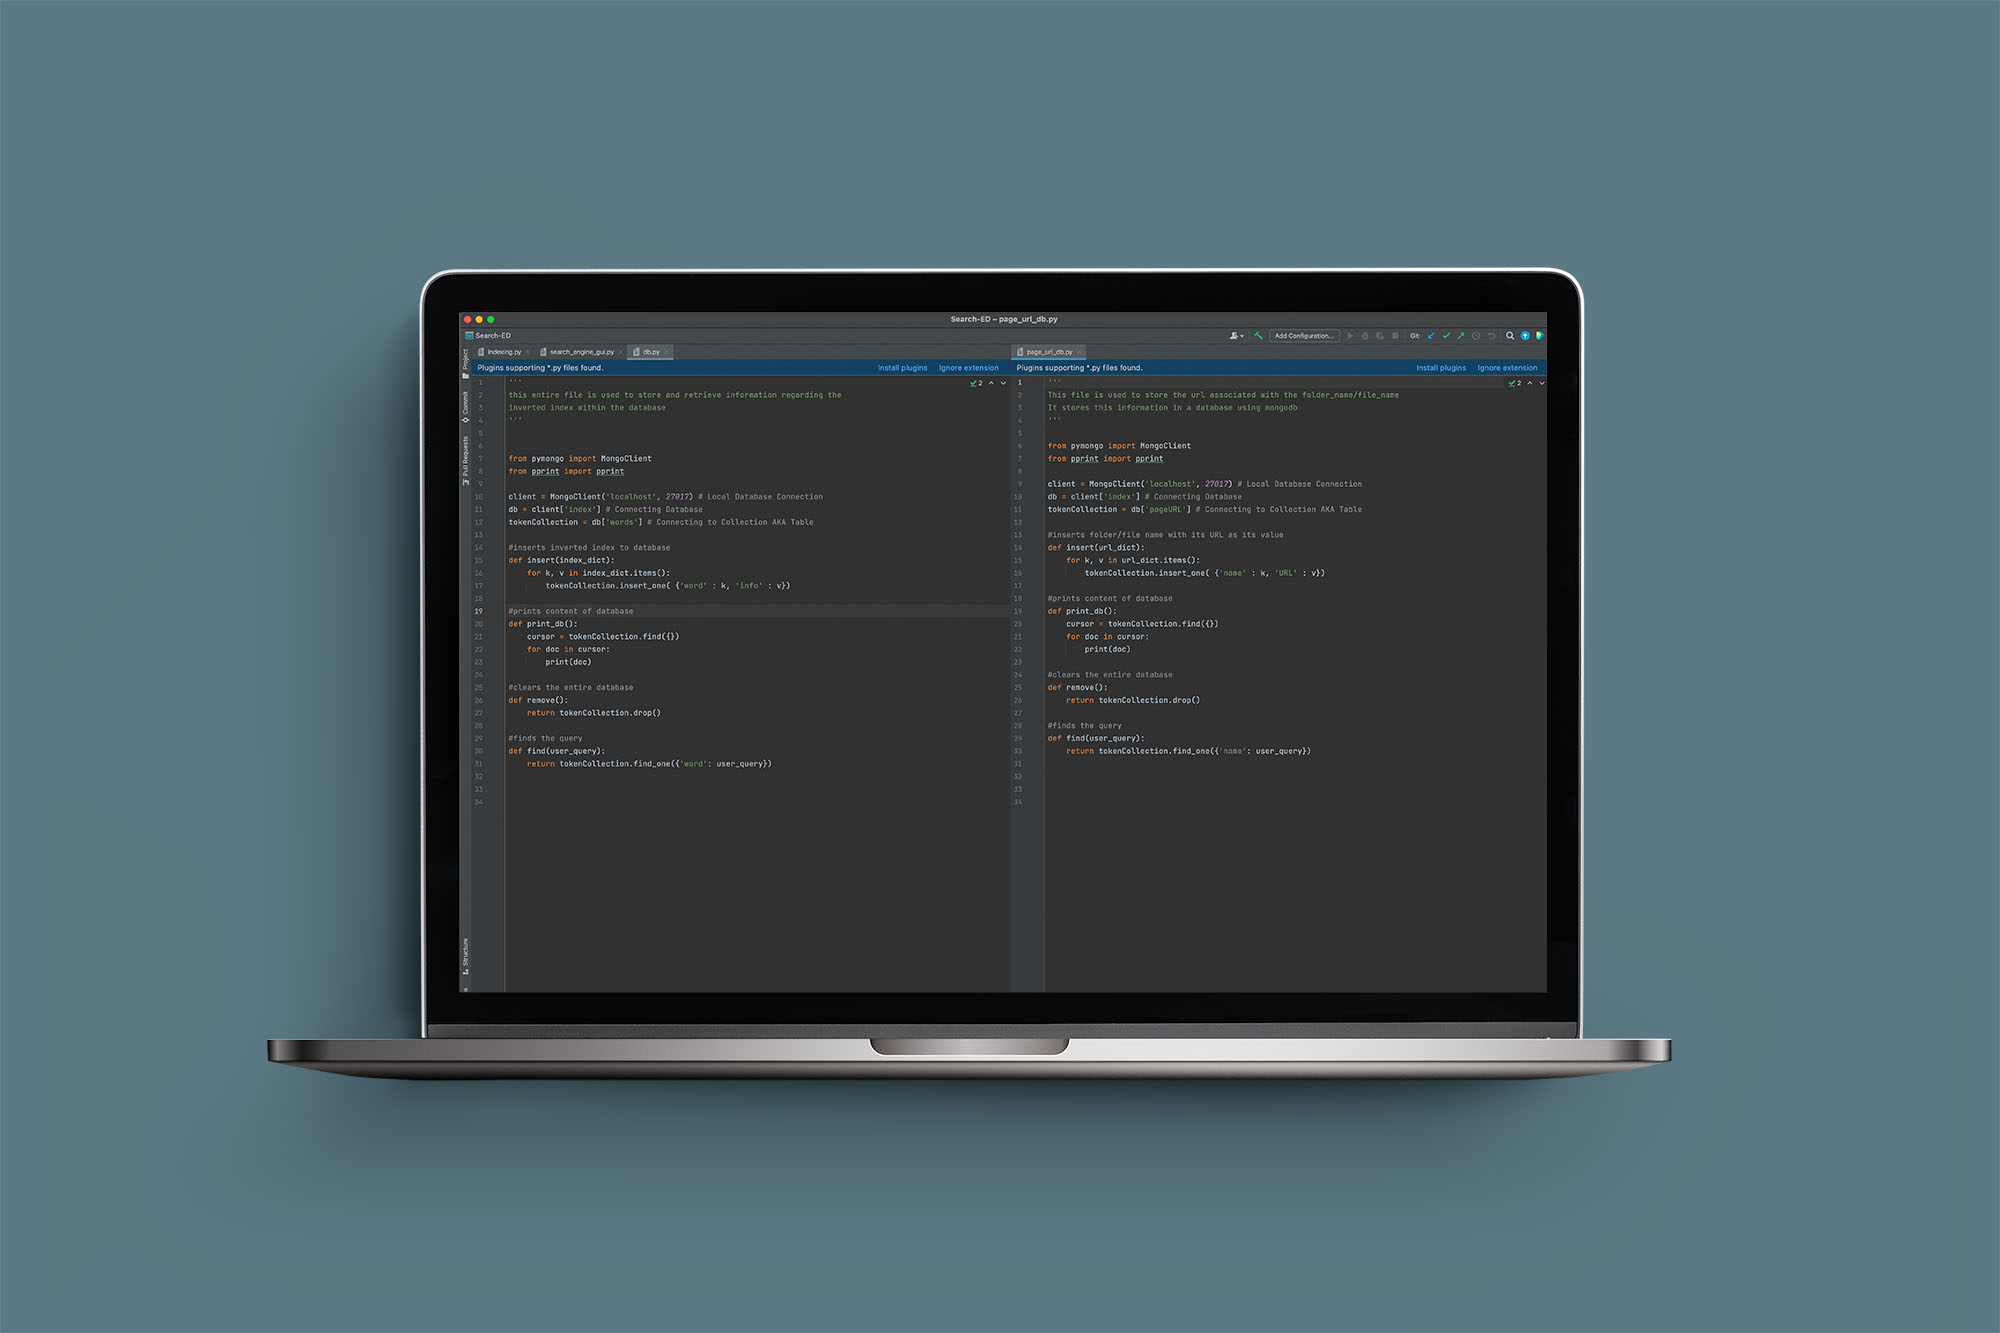 Search-ED – page_url_db.py
Search-ED
Add Configuration...
Git:
indexing.py
search_engine_gui.py
db.py
page_url_db.py
Plugins supporting *.py files found.
Install plugins
Ignore extension
Plugins supporting *.py files found.
Install plugins
Ignore extension
Project
Commit
Pull Requests
Structure
2
1 '''
2 this entire file is used to store and retrieve information regarding the
3 inverted index within the database
4 '''
5
6
7 from pymongo import MongoClient
8 from pprint import pprint
9
10 client = MongoClient('localhost', 27017) # Local Database Connection
11 db = client['index'] # Connecting Database
12 tokenCollection = db['words'] # Connecting to Collection AKA Table
13
14 #inserts inverted index to database
15 def insert(index_dict):
16 for k, v in index_dict.items():
17 tokenCollection.insert_one( {'word' : k, 'info' : v})
18
19 #prints content of database
20 def print_db():
21 cursor = tokenCollection.find({})
22 for doc in cursor:
23 print(doc)
24
25 #clears the entire database
26 def remove():
27 return tokenCollection.drop()
28
29 #finds the query
30 def find(user_query):
31 return tokenCollection.find_one({'word': user_query})
32
33
34
2
1 '''
2 This file is used to store the url associated with the folder_name/file_name
3 It stores this information in a database using mongodb
4 '''
5
6 from pymongo import MongoClient
7 from pprint import pprint
8
9 client = MongoClient('localhost', 27017) # Local Database Connection
10 db = client['index'] # Connecting Database
11 tokenCollection = db['pageURL'] # Connecting to Collection AKA Table
12
13 #inserts folder/file name with its URL as its value
14 def insert(url_dict):
15 for k, v in url_dict.items():
16 tokenCollection.insert_one( {'name' : k, 'URL' : v})
17
18 #prints content of database
19 def print_db():
20 cursor = tokenCollection.find({})
21 for doc in cursor:
22 print(doc)
23
24 #clears the entire database
25 def remove():
26 return tokenCollection.drop()
27
28 #finds the query
29 def find(user_query):
30 return tokenCollection.find_one({'name': user_query})
31
32
33
34